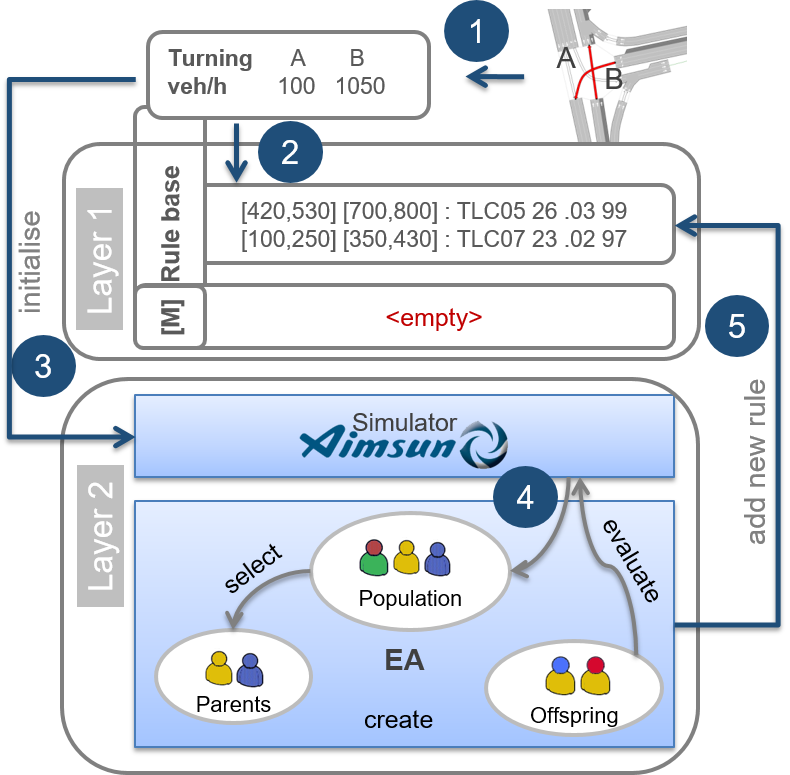 1
Turning A B
veh/h 100 1050
A
B
2
Layer 1
Rule base
[420,530] [700,800] : TLC05 26 .03 99
[100,250] [350,430] : TLC07 23 .02 97
[M]
<empty>
initialise
3
5
add new rule
Layer 2
Simulator
Aimsun
4
select
Population
evaluate
EA
Parents
Offspring
create